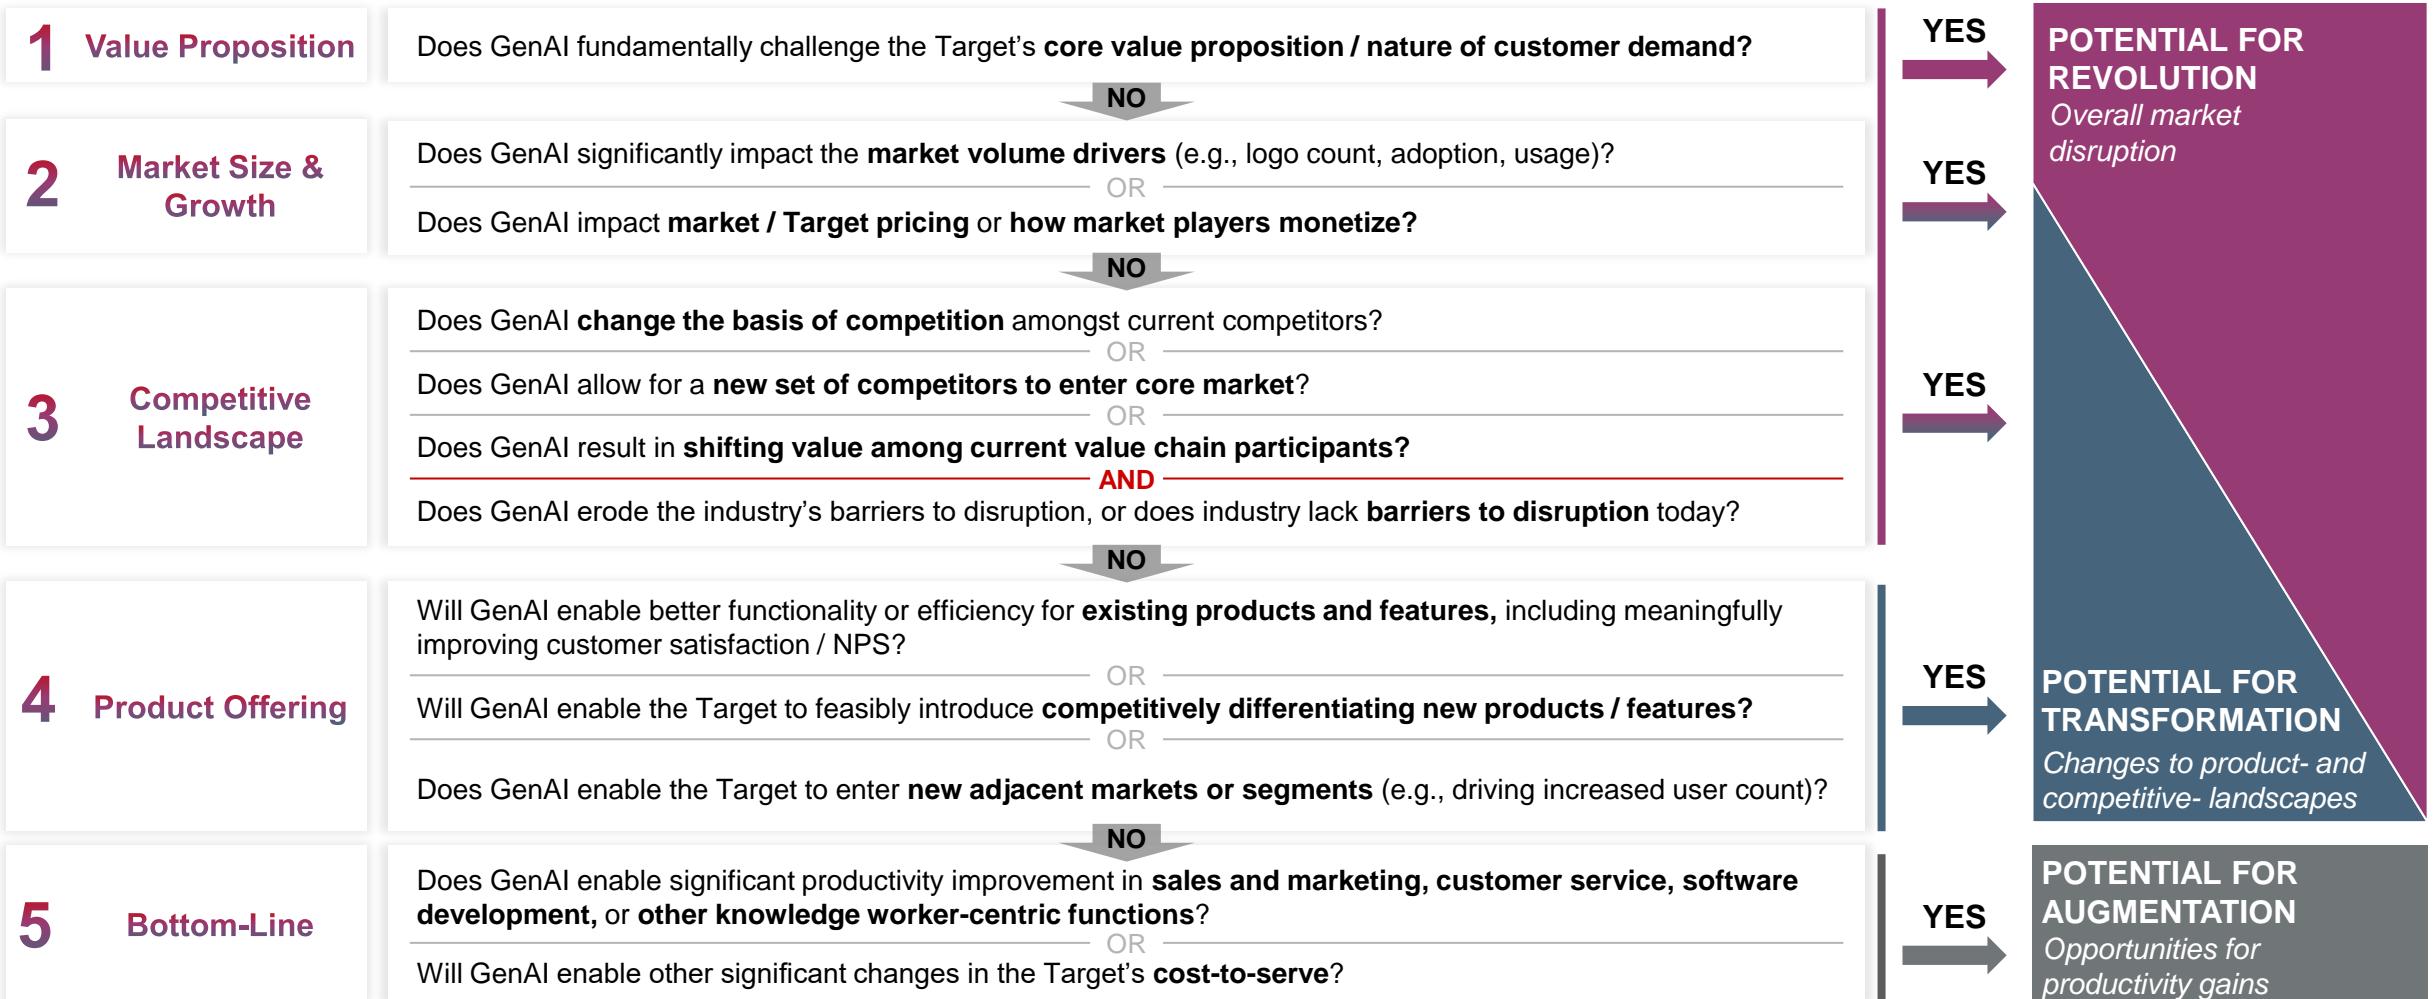 1 Value Proposition
Does GenAI fundamentally challenge the Target’s core value proposition / nature of customer demand?
YES
NO
2 Market Size &
Growth
Does GenAI significantly impact the market volume drivers (e.g., logo count, adoption, usage)?
OR
Does GenAI impact market / Target pricing or how market players monetize?
YES
NO
3 Competitive
Landscape
Does GenAI change the basis of competition amongst current competitors?
OR
Does GenAI allow for a new set of competitors to enter core market?
OR
Does GenAI result in shifting value among current value chain participants?
AND
Does GenAI erode the industry’s barriers to disruption, or does industry lack barriers to disruption today?
YES
NO
4 Product Offering
Will GenAI enable better functionality or efficiency for existing products and features, including meaningfully
improving customer satisfaction / NPS?
OR
Will GenAI enable the Target to feasibly introduce competitively differentiating new products / features?
OR
Does GenAI enable the Target to enter new adjacent markets or segments (e.g., driving increased user count)?
YES
NO
5 Bottom-Line
Does GenAI enable significant productivity improvement in sales and marketing, customer service, software
development, or other knowledge worker-centric functions?
OR
Will GenAI enable other significant changes in the Target’s cost-to-serve?
YES
POTENTIAL FOR
REVOLUTION
Overall market
disruption
POTENTIAL FOR
TRANSFORMATION
Changes to product- and
competitive- landscapes
POTENTIAL FOR
AUGMENTATION
Opportunities for
productivity gains